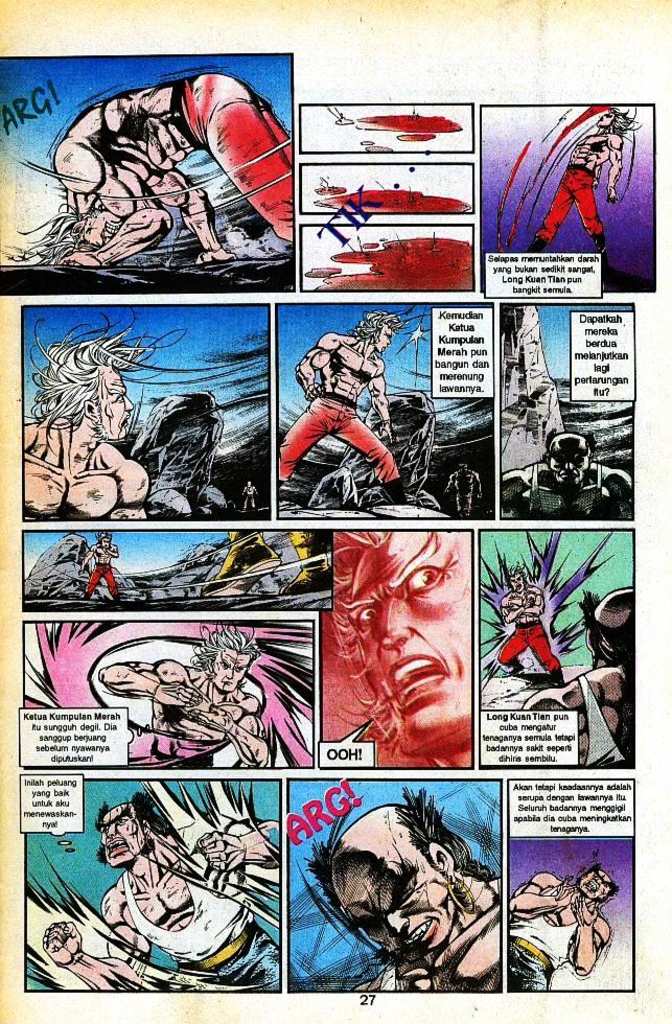 ARG!
TIK
Selapas memuntahkan darah
yang bukan sedikit sangat,
Long Kuan Tian pun
bangkit semula.
Kemudian
Ketua
Kumpulan
Merah pun
bangun dan
merenung
lawannya.
Dapatkah
mereka
berdua
melanjutkan
lagi
pertarungan
itu?
Ketua Kumpulan Merah
itu sungguh degil. Dia
sanggup berjuang
sebelum nyawanya
diputuskan!
OOH!
Long Kuan Tian pun
cuba mengatur
tenaganya semula tetapi
badannya sakit seperti
dihiris sembilu.
Inilah peluang
yang baik
untuk aku
menewaskan-
nya!
ARG!
Akan tetapi keadaannya adalah
serupa dengan lawannya itu.
Seluruh badannya menggigil
apabila dia cuba meningkatkan
tenaganya.
27